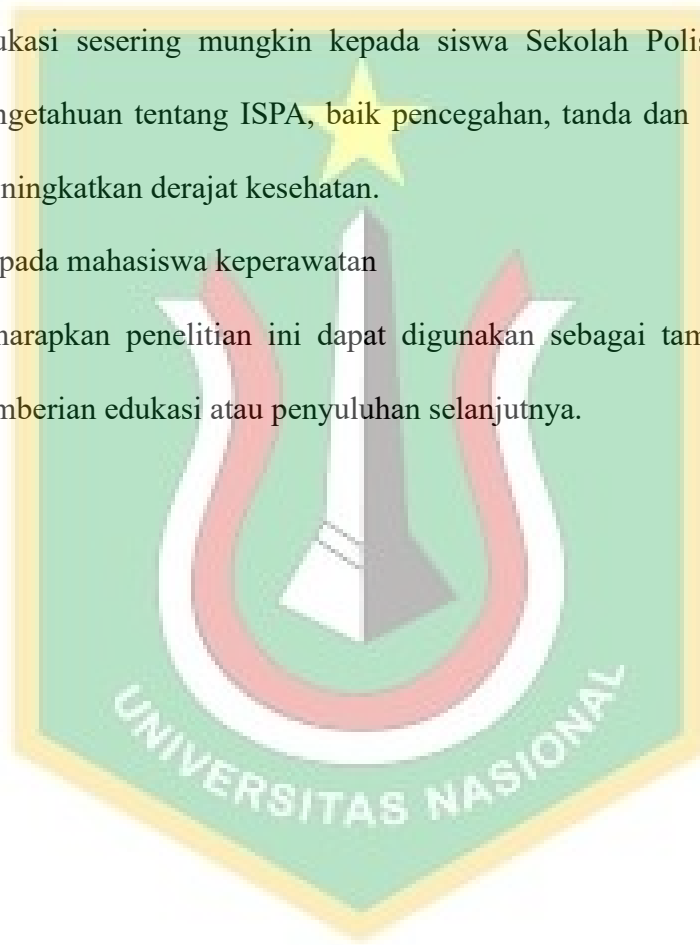 ukasi sesering mungkin kepada siswa Sekolah Polis
ngetahuan tentang ISPA, baik pencegahan, tanda dan
ningkatkan derajat kesehatan.
pada mahasiswa keperawatan
harapkan penelitian ini dapat digunakan sebagai tam
mberian edukasi atau penyuluhan selanjutnya.
UNIVERSITAS NASIONAL